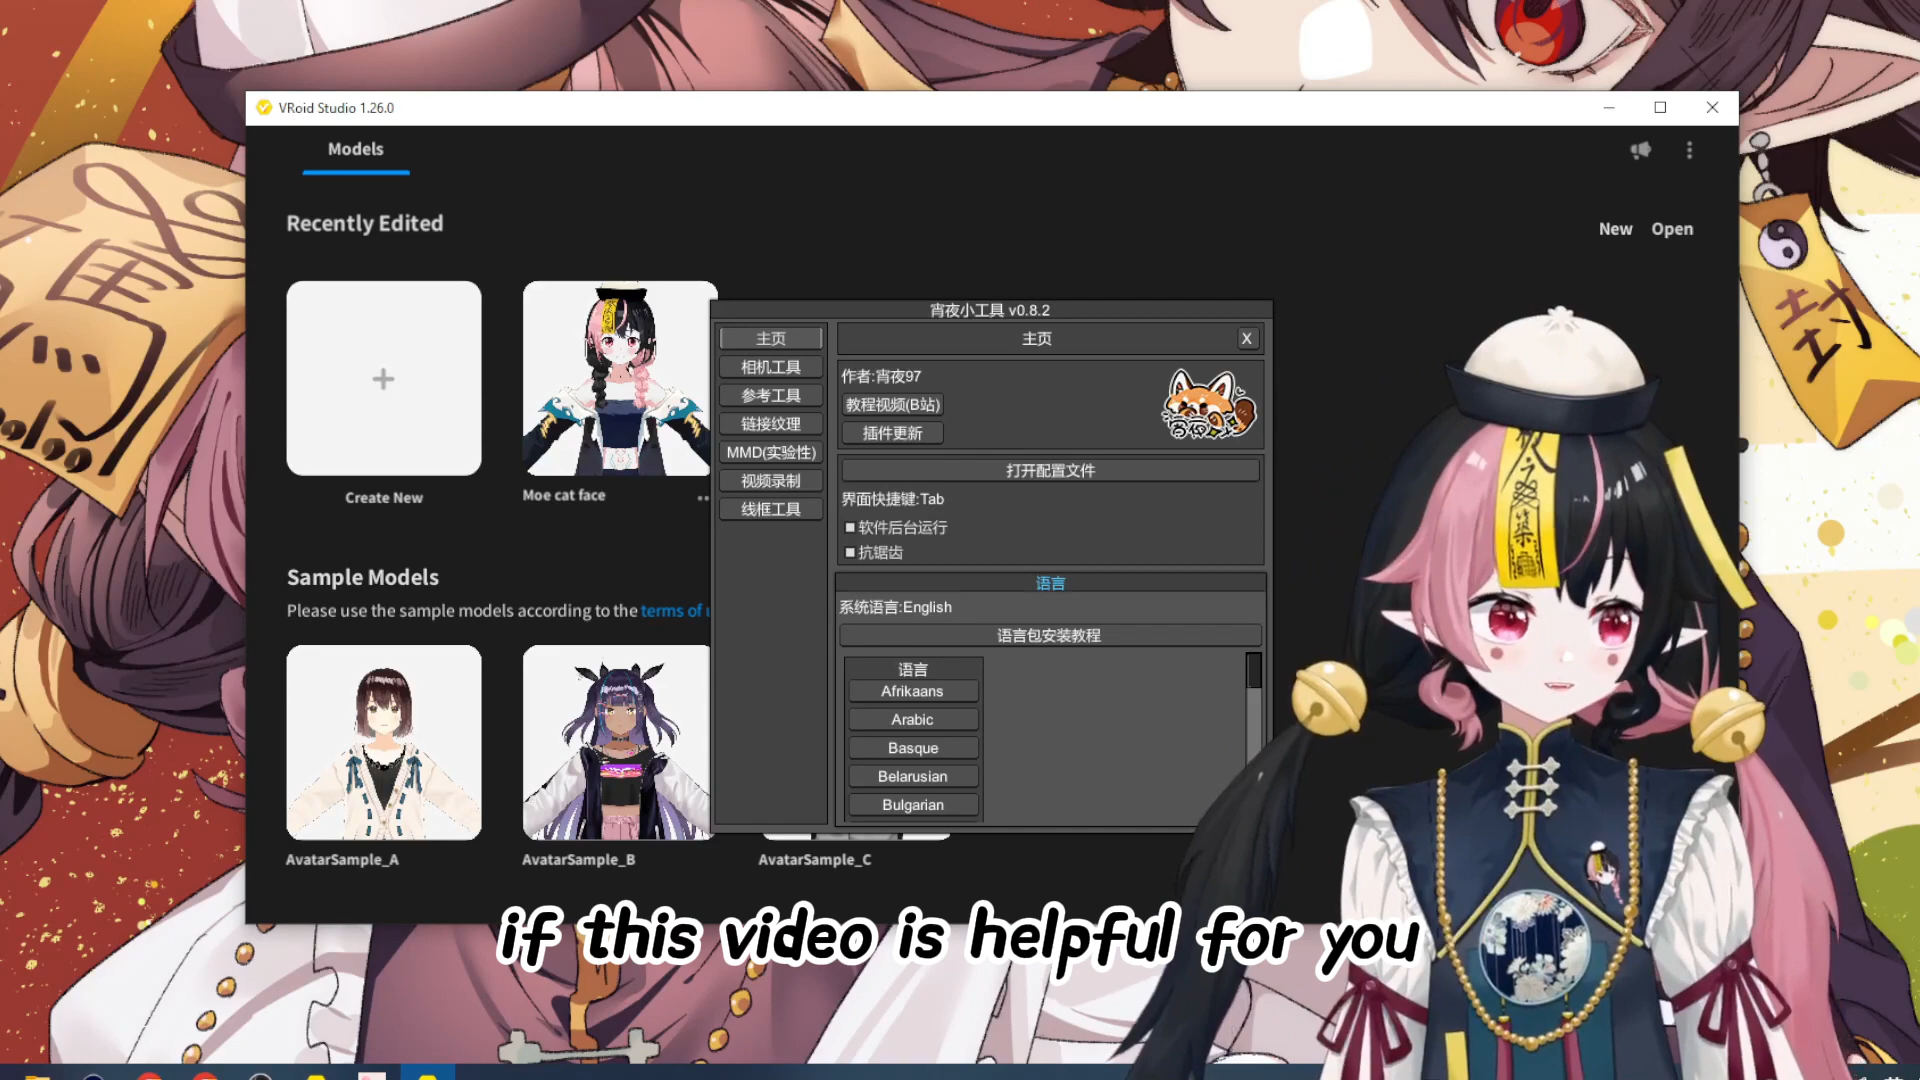 VRoid Studio 1.26.0
Models
Recently Edited
New Open
Create New
Moe cat face
Sample Models
Please use the sample models according to the terms of
AvatarSample_A
AvatarSample_B
AvatarSample_C
宵夜小工具 v0.8.2
主页
相机工具
参考工具
链接纹理
MMD(实验性)
视频录制
线框工具
主页
X
作者:宵夜97
教程视频(B站)
插件更新
宵夜
打开配置文件
界面快捷键:Tab
软件后台运行
抗锯齿
语言
系统语言:English
语言包安装教程
语言
Afrikaans
Arabic
Basque
Belarusian
Bulgarian
封
if this video is helpful for you